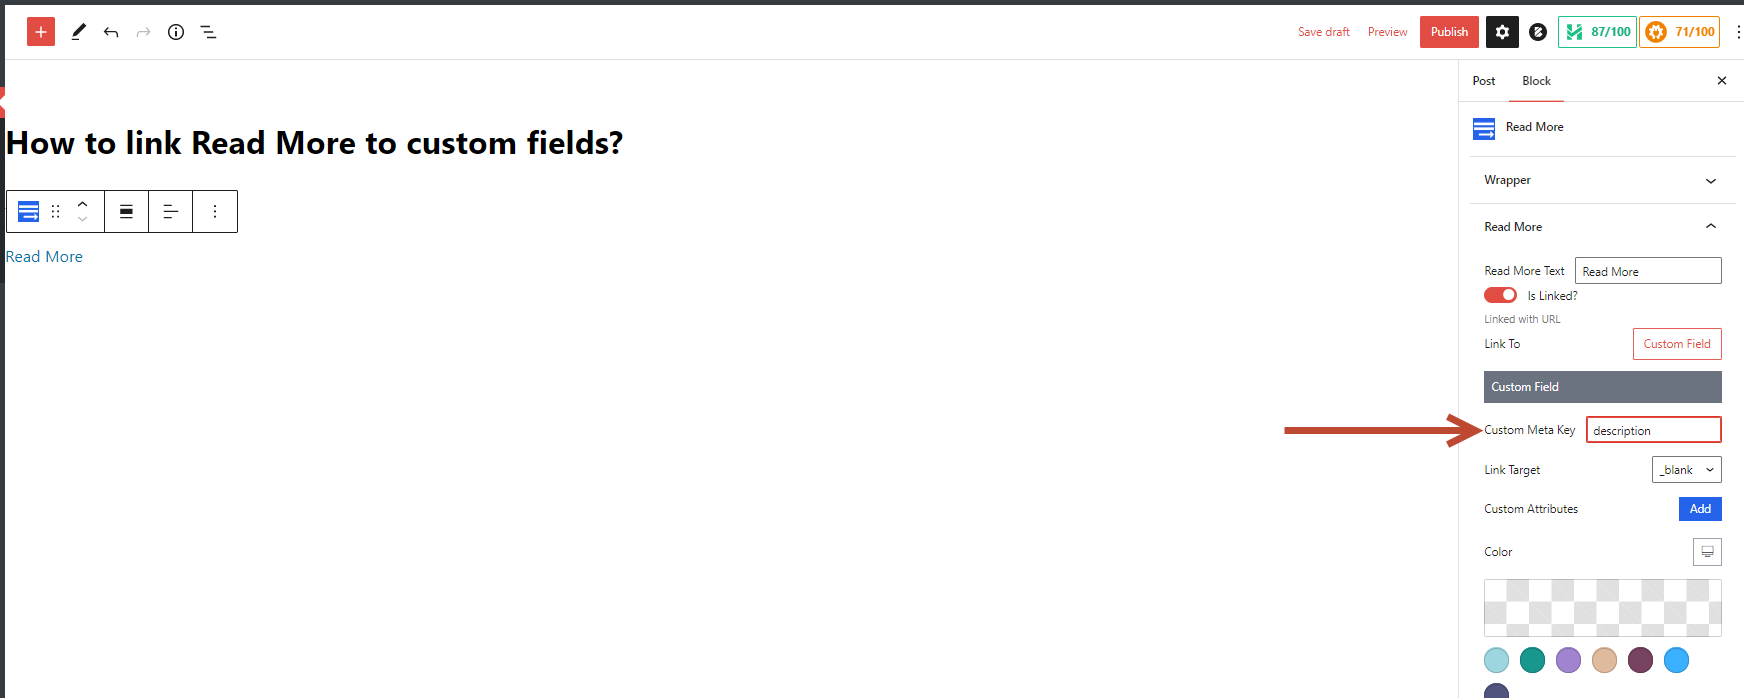 Save draft Preview Publish 87/100 71/100
Post Block
How to link Read More to custom fields?
Read More
Read More
Wrapper
Read More
Read More Text Read More
Is Linked?
Linked with URL
Link To Custom Field
Custom Field
Custom Meta Key description
Link Target _blank
Custom Attributes Add
Color